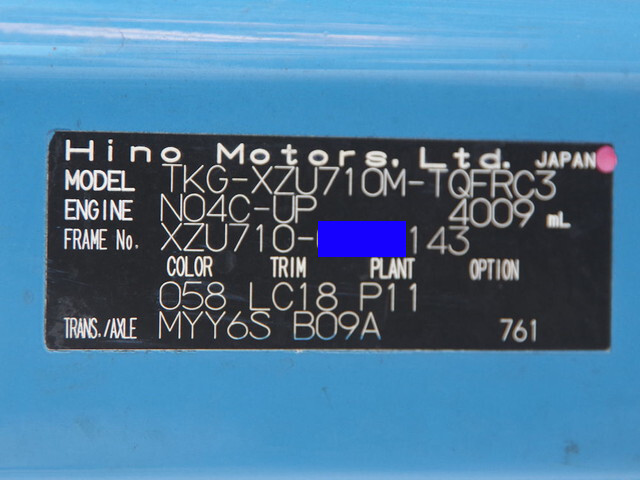 Hino Motors, Ltd. JAPAN
MODEL TKG-XZU710M-TQFRC3
ENGINE N04C-UP 4009 mL
FRAME No. XZU710- 143
COLOR TRIM PLANT OPTION
058 LC18 P11
TRANS./AXLE MYY6S B09A 761